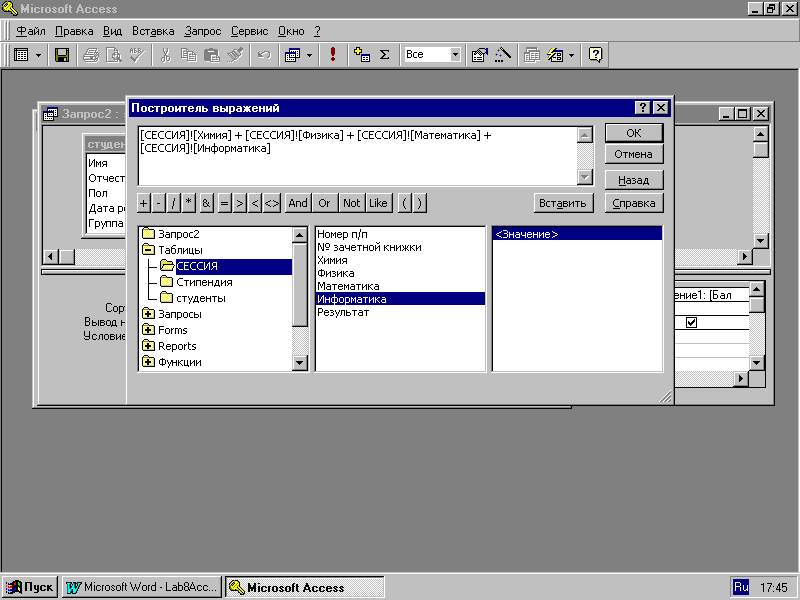 Microsoft Access
Файл Правка Вид Вставка Запрос Сервис Окно ?
Все
Запрос2 :
Построитель выражений
[СЕССИЯ]![Химия] + [СЕССИЯ]![Физика] + [СЕССИЯ]![Математика] +
[СЕССИЯ]![Информатика]
OK
Отмена
Назад
Справка
+ - / * & = > < <> And Or Not Like ( )
Вставить
Запрос2
Таблицы
СЕССИЯ
Стипендия
студенты
Запросы
Forms
Reports
Функции
Номер п/п
№ зачетной книжки
Химия
Физика
Математика
Информатика
Результат
<Значение>
студен
Имя
Отчест
Пол
Дата ро
Группа
Сорт
Вывод н
Условие
ение1: [Бал
Пуск
Microsoft Word - Lab8Acc...
Microsoft Access
Ru
17:45